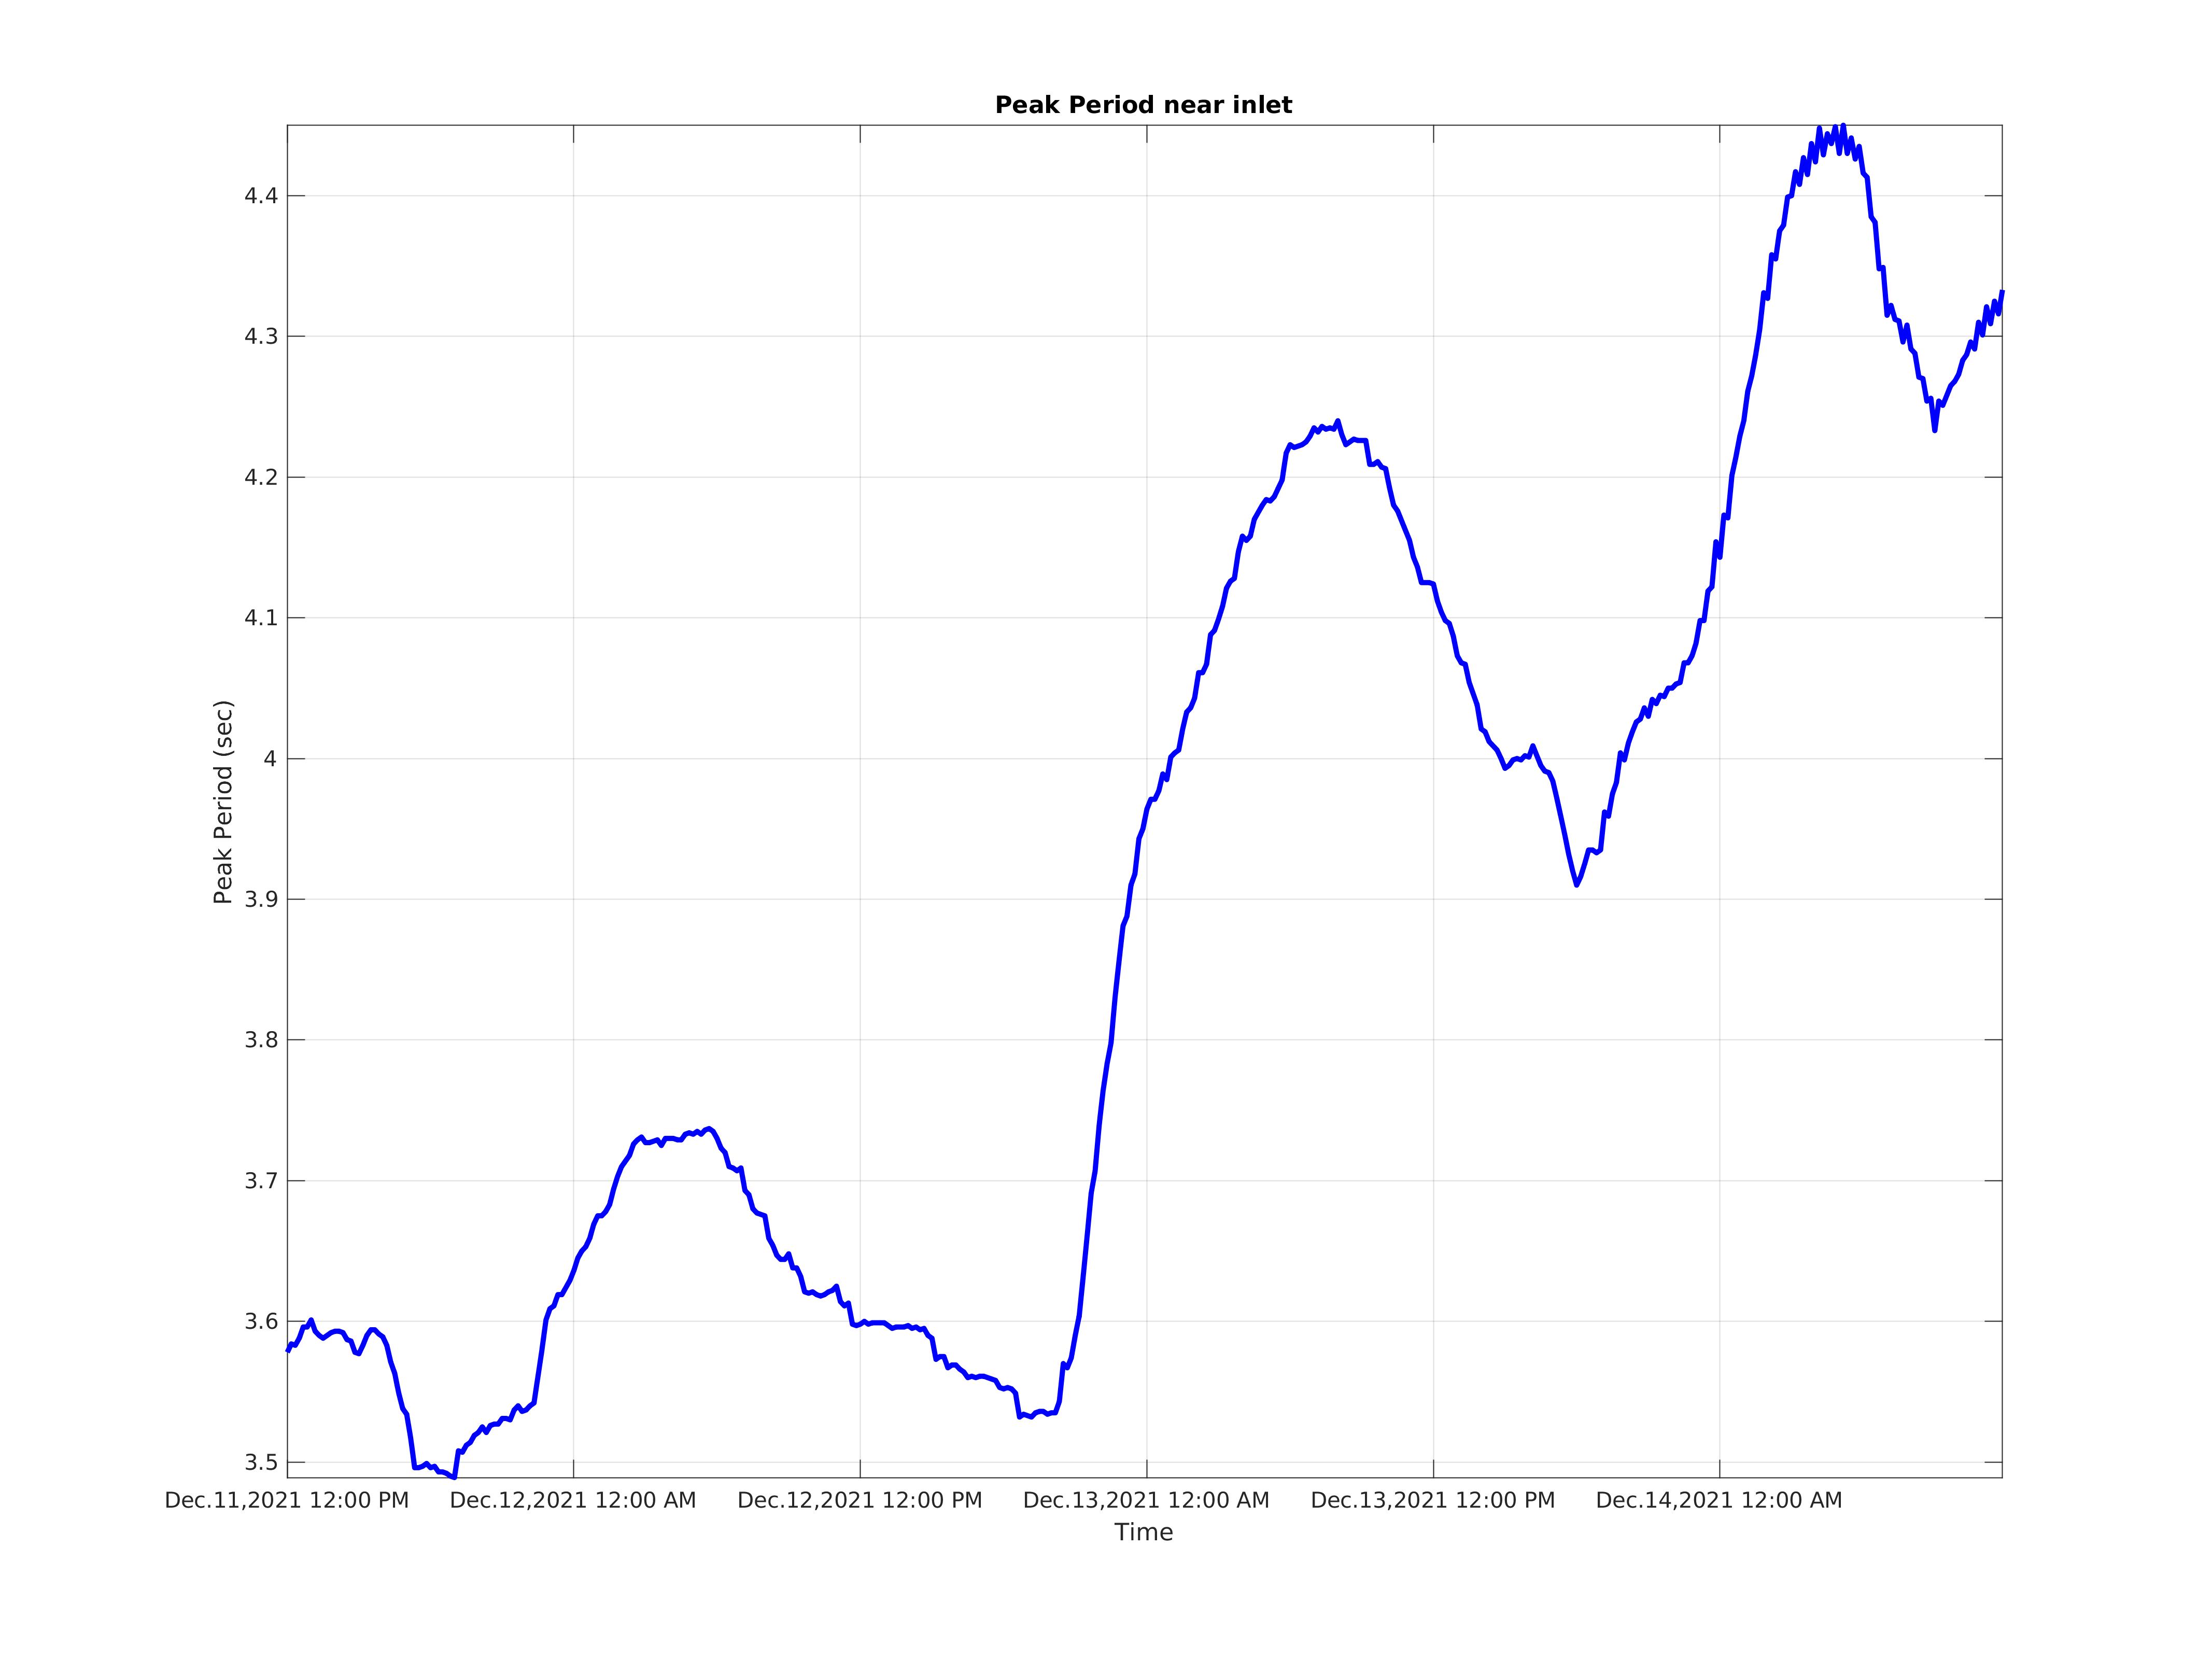 Peak Period near inlet
4.4
4.3
4.2
4.1
4
3.9
3.8
3.7
3.6
3.5
Peak Period (sec)
Dec.11,2021 12:00 PM Dec.12,2021 12:00 AM Dec.12,2021 12:00 PM Dec.13,2021 12:00 AM Dec.13,2021 12:00 PM Dec.14,2021 12:00 AM
Time